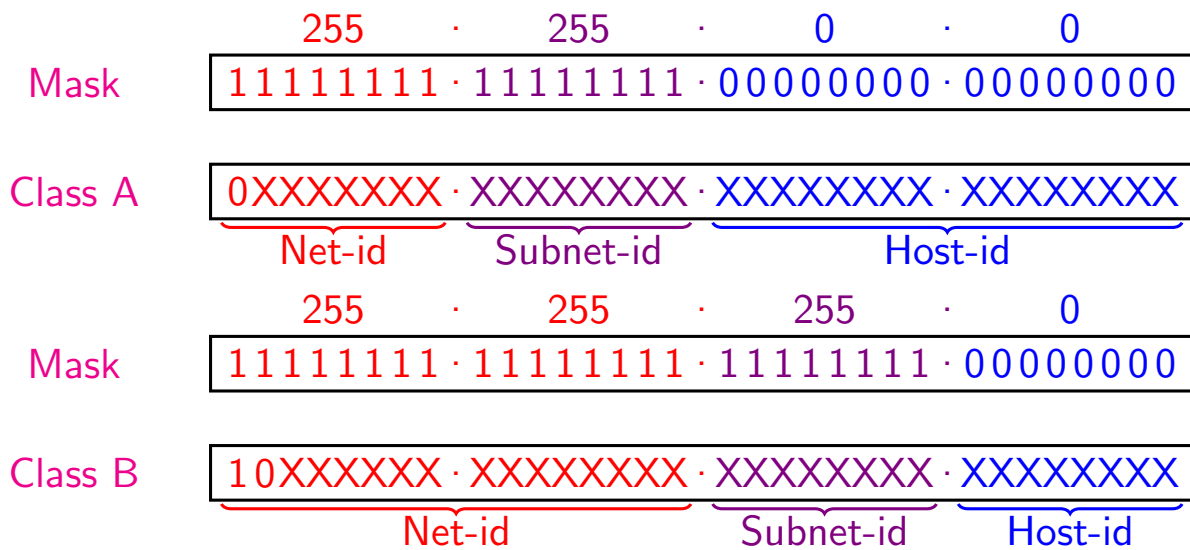 255 · 255 · 0 · 0
Mask 11111111 · 11111111 · 00000000 · 00000000
Class A 0XXXXXXX · XXXXXXXX · XXXXXXXX · XXXXXXXX
Net-id Subnet-id Host-id
255 · 255 · 255 · 0
Mask 11111111 · 11111111 · 11111111 · 00000000
Class B 10XXXXXX · XXXXXXXX · XXXXXXXX · XXXXXXXX
Net-id Subnet-id Host-id